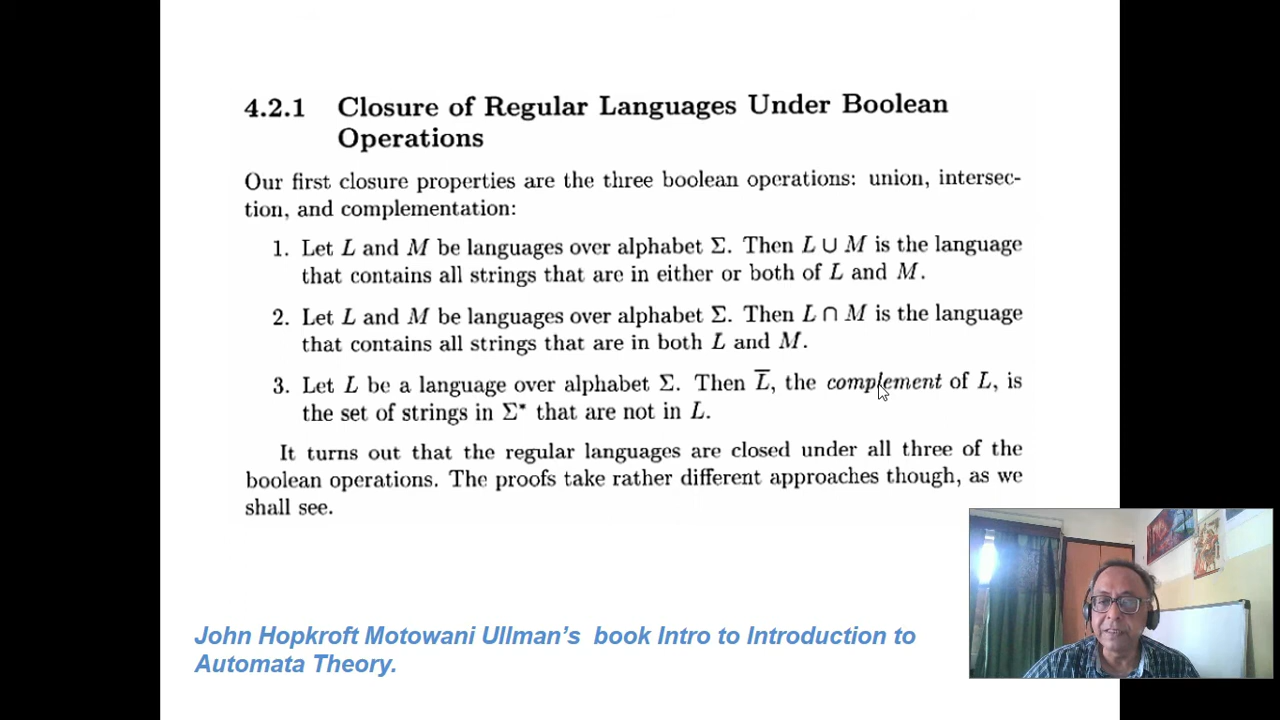 4.2.1 Closure of Regular Languages Under Boolean
Operations
Our first closure properties are the three boolean operations: union, intersec-
tion, and complementation:
1. Let L and M be languages over alphabet Σ. Then L ∪ M is the language
that contains all strings that are in either or both of L and M.
2. Let L and M be languages over alphabet Σ. Then L ∩ M is the language
that contains all strings that are in both L and M.
3. Let L be a language over alphabet Σ. Then L̅, the complement of L, is
the set of strings in Σ* that are not in L.
It turns out that the regular languages are closed under all three of the
boolean operations. The proofs take rather different approaches though, as we
shall see.
John Hopkroft Motowani Ullman’s book Intro to Introduction to
Automata Theory.